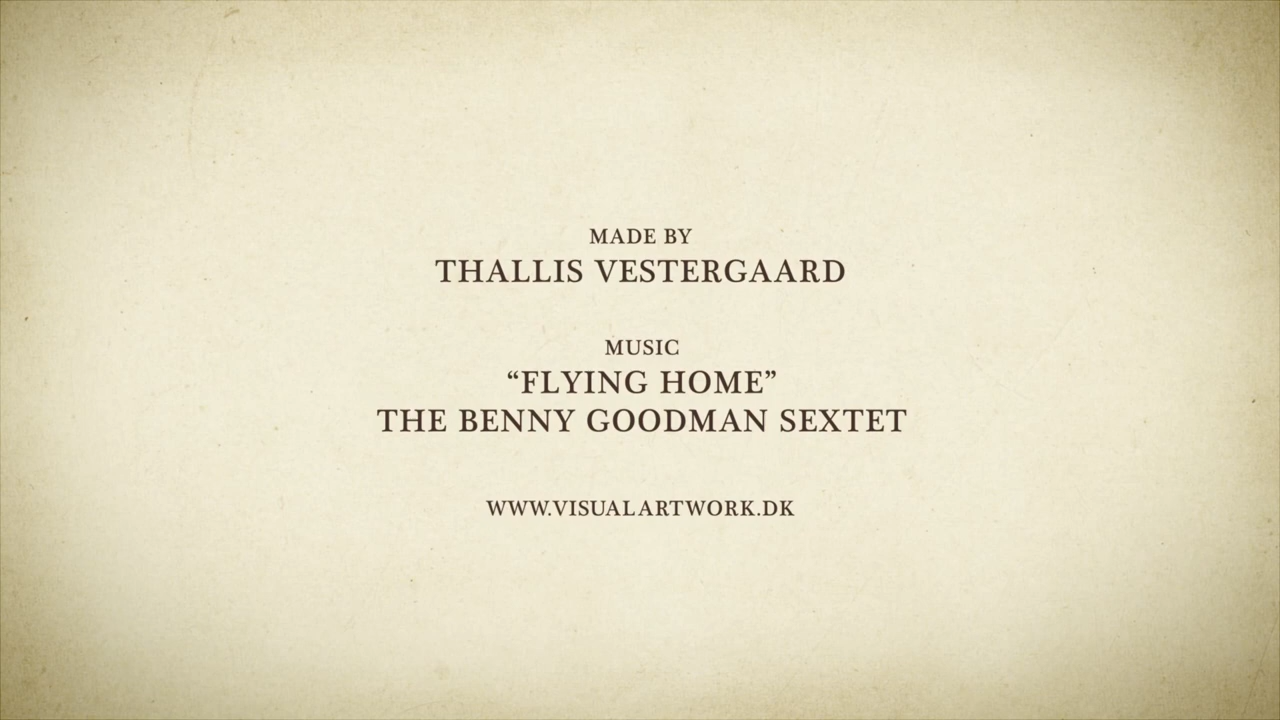 MADE BY
THALLIS VESTERGAARD
MUSIC
“FLYING HOME”
THE BENNY GOODMAN SEXTET
WWW.VISUALARTWORK.DK